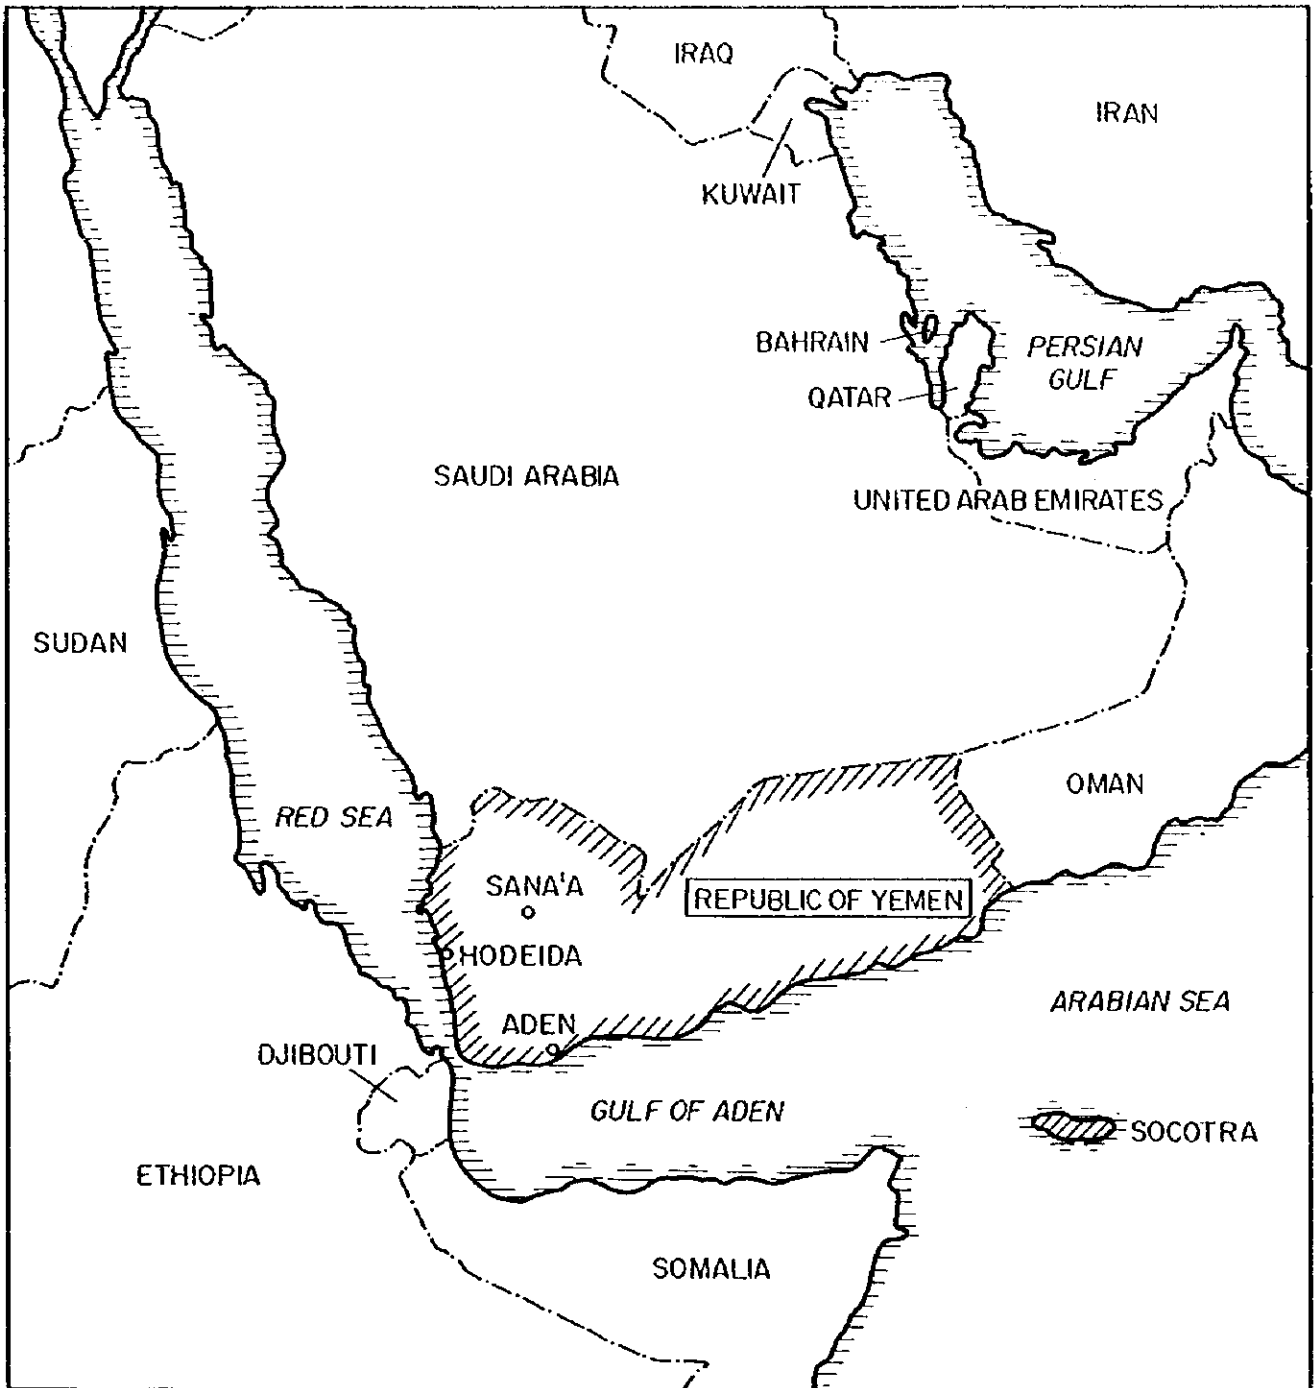 IRAQ
IRAN
KUWAIT
BAHRAIN
PERSIAN
GULF
QATAR
SAUDI ARABIA
UNITED ARAB EMIRATES
SUDAN
OMAN
RED SEA
SANA'A
REPUBLIC OF YEMEN
HODEIDA
ARABIAN SEA
ADEN
DJIBOUTI
GULF OF ADEN
SOCOTRA
ETHIOPIA
SOMALIA